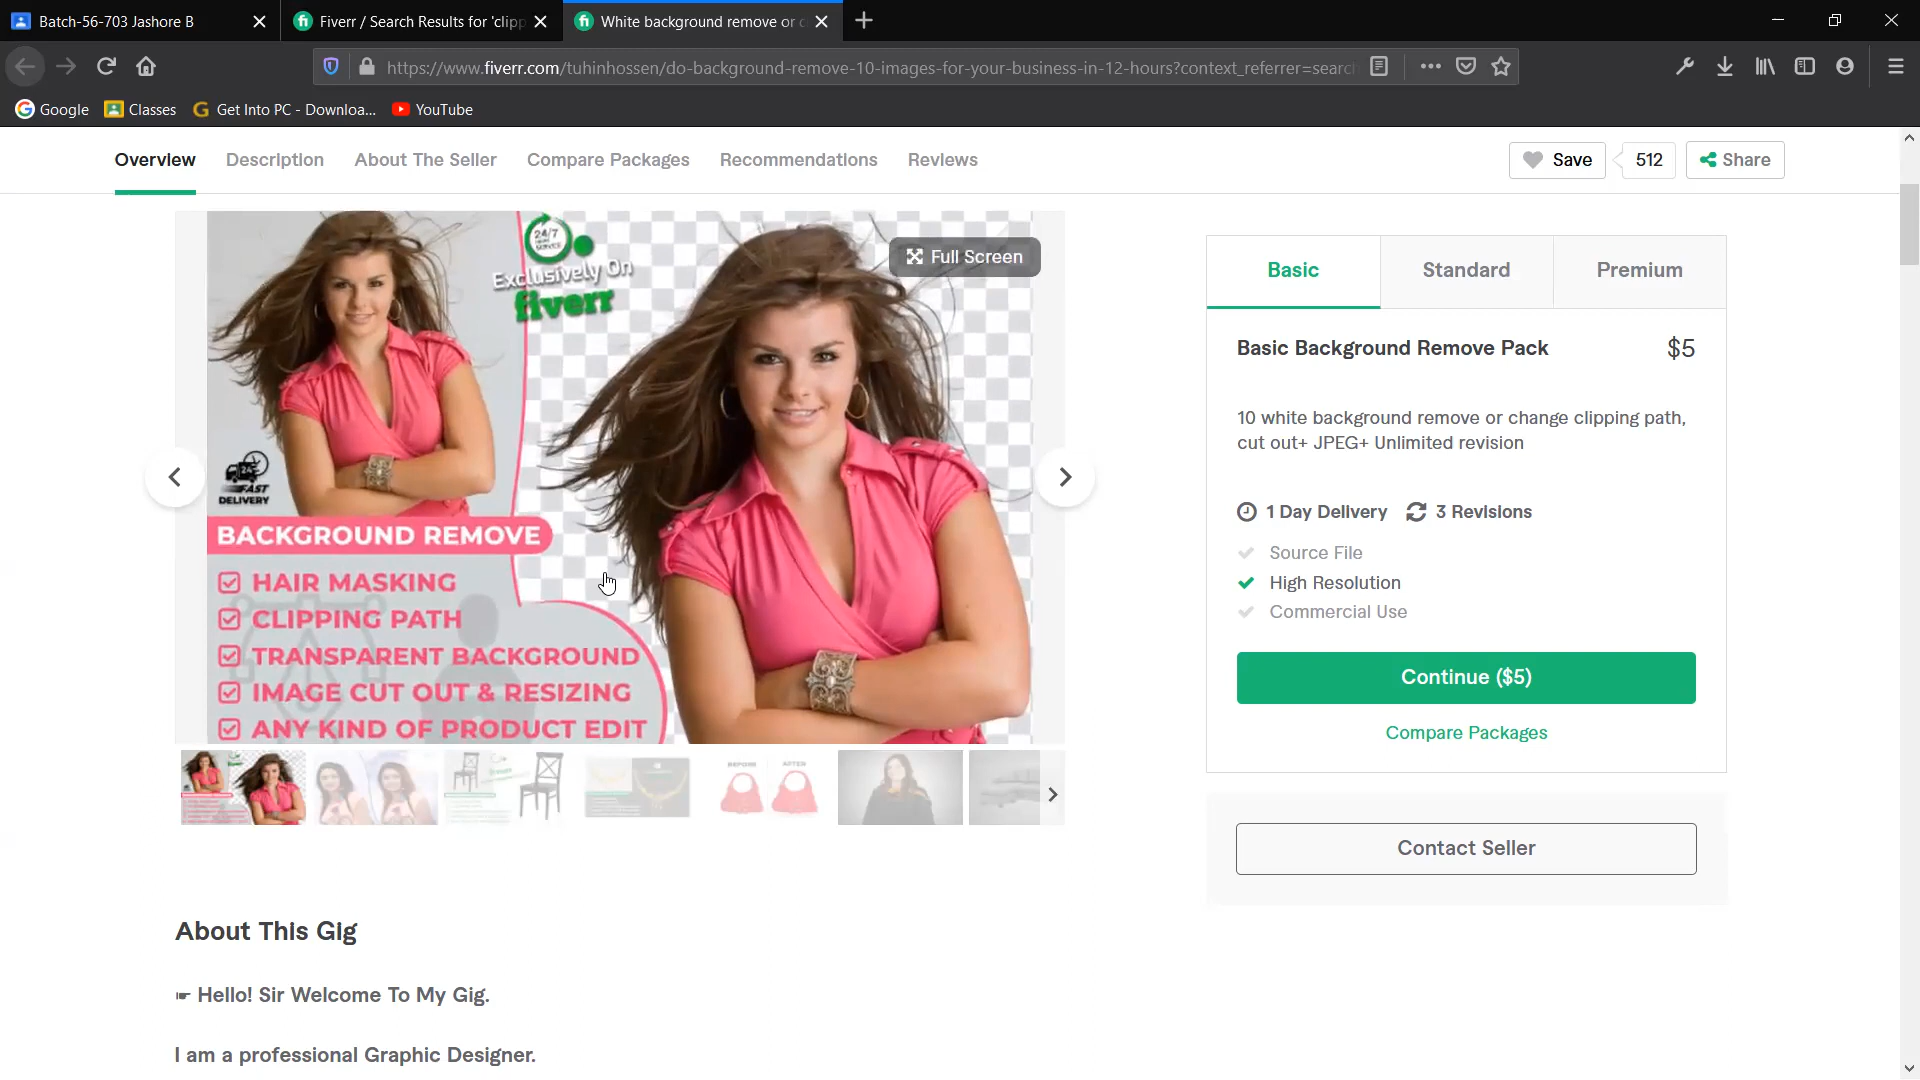 Batch-56-703 Jashore B
Fiverr / Search Results for 'clipp
White background remove or c
https://www.fiverr.com/tuhinhossen/do-background-remove-10-images-for-your-business-in-12-hours?context_referrer=searc
Google
Classes
Get Into PC - Downloa...
YouTube
Overview
Description
About The Seller
Compare Packages
Recommendations
Reviews
Save
512
Share
24/7
SERVICE
Exclusively On
fiverr
Full Screen
24
FAST
DELIVERY
BACKGROUND REMOVE
HAIR MASKING
CLIPPING PATH
TRANSPARENT BACKGROUND
IMAGE CUT OUT & RESIZING
ANY KIND OF PRODUCT EDIT
BEFORE
AFTER
Basic
Standard
Premium
Basic Background Remove Pack
$5
10 white background remove or change clipping path,
cut out+ JPEG+ Unlimited revision
1 Day Delivery
3 Revisions
Source File
High Resolution
Commercial Use
Continue ($5)
Compare Packages
Contact Seller
About This Gig
☛ Hello! Sir Welcome To My Gig.
I am a professional Graphic Designer.